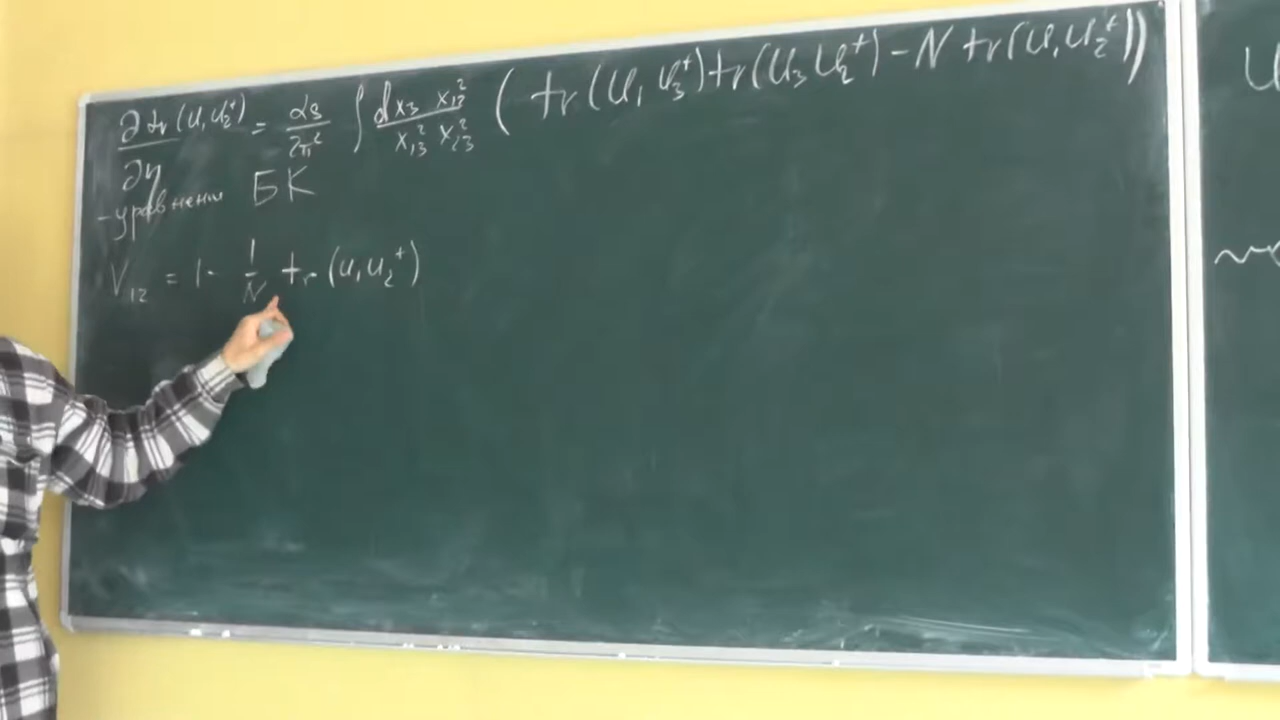 ∂ tr(U₁U₂⁺)/∂η = αs/2π² ∫ dx₃ x₁₂²/x₁₃² x₂₃² ( tr(U₁U₃⁺)tr(U₃U₂⁺) - N tr(U₁U₂⁺))
- уравнение БК
V₁₂ = 1 - 1/N tr(U₁U₂⁺)
U